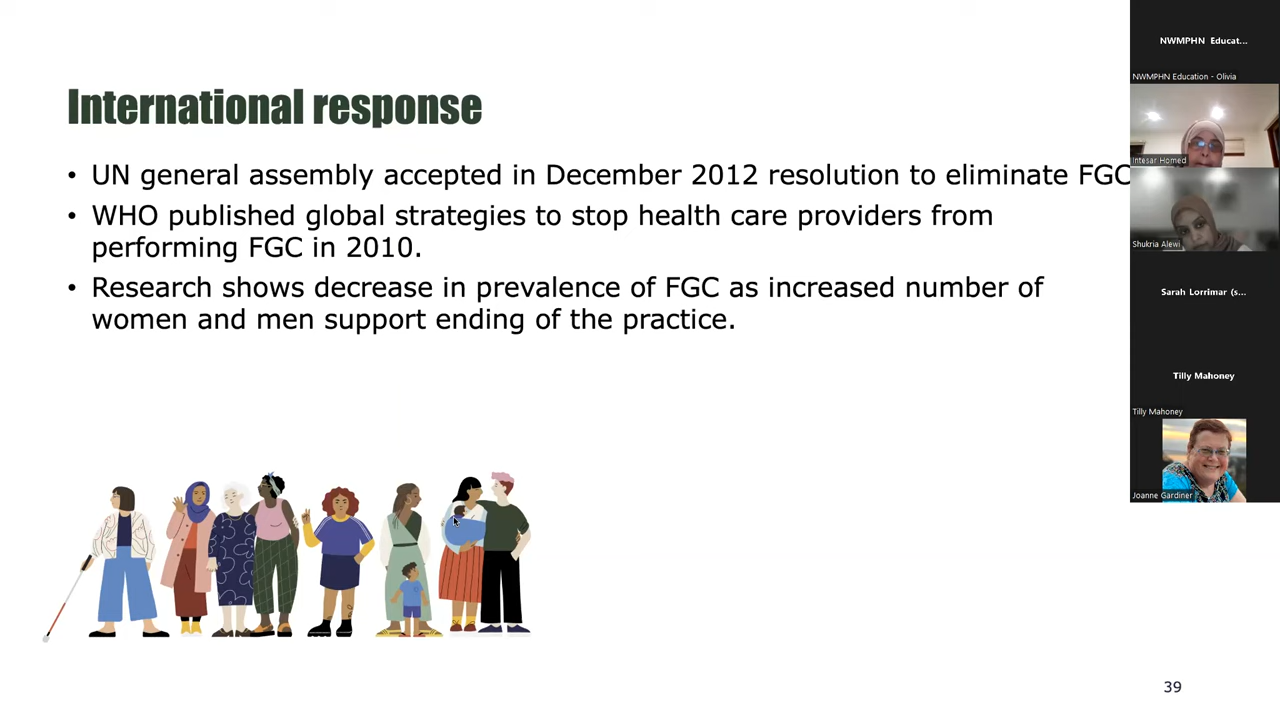 International response
• UN general assembly accepted in December 2012 resolution to eliminate FGC
• WHO published global strategies to stop health care providers from
performing FGC in 2010.
• Research shows decrease in prevalence of FGC as increased number of
women and men support ending of the practice.
39
NWMPHN Educat...
NWMPHN Education - Olivia
Intesar Homed
Shukria Alewi
Sarah Lorrimar (s...
Tilly Mahoney
Tilly Mahoney
Joanne Gardiner